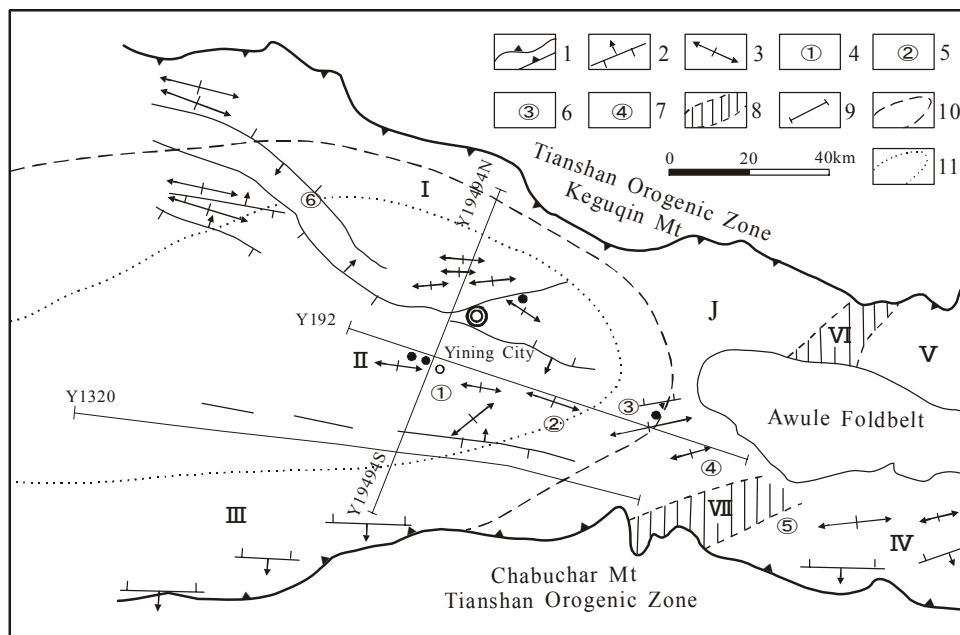 1
2
3
① 4
② 5
③ 6
④ 7
8
9
10
0 20 40km
11
Tianshan Orogenic Zone
Keguqin Mt
Y19494N
Ⅰ
⑥
J
Y192
Ⅱ
Yining City
Ⅵ
Ⅴ
Y1320
①
②
③
Awule Foldbelt
④
Y19494S
Ⅲ
Ⅶ
⑤
Ⅳ
Chabuchar Mt
Tianshan Orogenic Zone